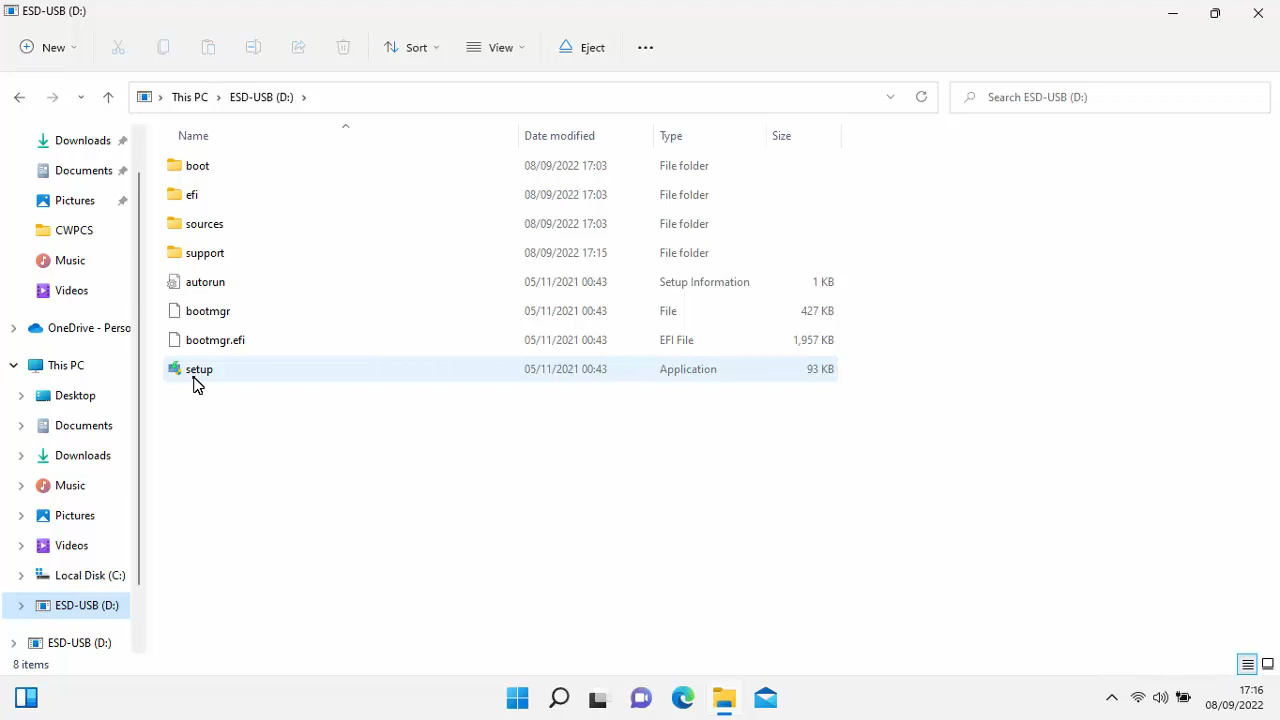 ESD-USB (D:)
New
Sort
View
Eject
This PC
ESD-USB (D:)
Search ESD-USB (D:)
Downloads
Documents
Pictures
CWPCS
Music
Videos
OneDrive - Perso
This PC
Desktop
Documents
Downloads
Music
Pictures
Videos
Local Disk (C:)
ESD-USB (D:)
ESD-USB (D:)
Name Date modified Type Size
boot 08/09/2022 17:03 File folder
efi 08/09/2022 17:03 File folder
sources 08/09/2022 17:03 File folder
support 08/09/2022 17:15 File folder
autorun 05/11/2021 00:43 Setup Information 1 KB
bootmgr 05/11/2021 00:43 File 427 KB
bootmgr.efi 05/11/2021 00:43 EFI File 1,957 KB
setup 05/11/2021 00:43 Application 93 KB
8 items
17:16
08/09/2022